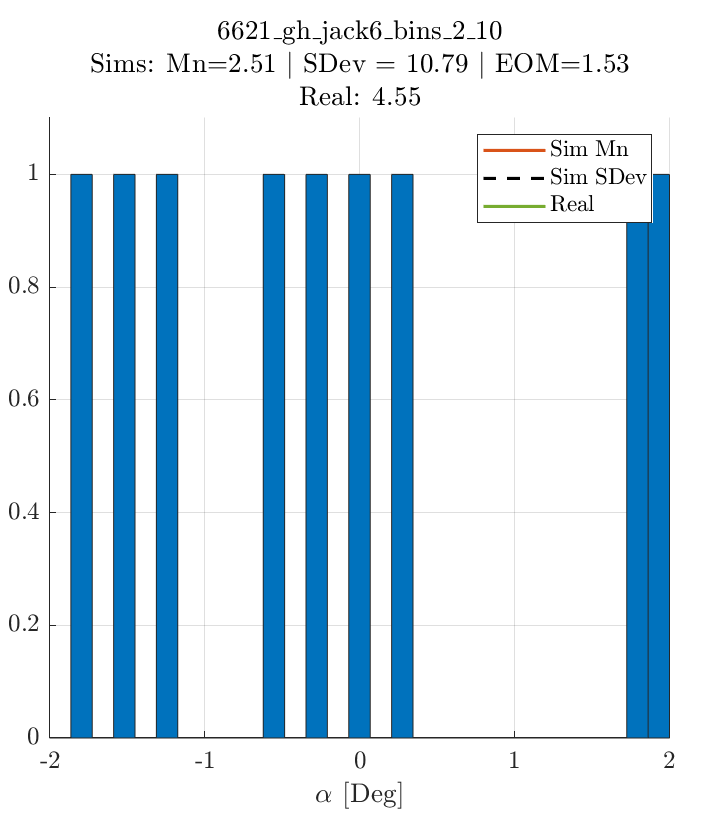 6621_gh_jack6_bins_2_10
Sims: Mn=2.51 | SDev = 10.79 | EOM=1.53
Real: 4.55
Sim Mn
Sim SDev
Real
1
0.8
0.6
0.4
0.2
0
-2 -1 0 1 2
α [Deg]